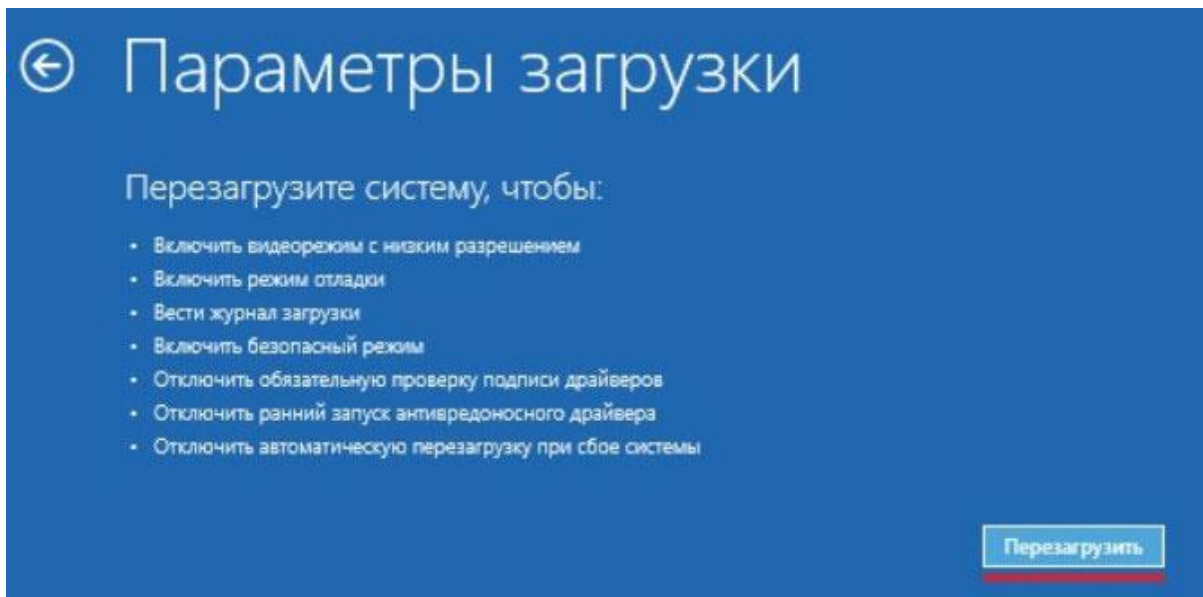 Параметры загрузки
Перезагрузите систему, чтобы:
• Включить видеорежим с низким разрешением
• Включить режим отладки
• Вести журнал загрузки
• Включить безопасный режим
• Отключить обязательную проверку подписи драйверов
• Отключить ранний запуск антивредоносного драйвера
• Отключить автоматическую перезагрузку при сбое системы
Перезагрузить